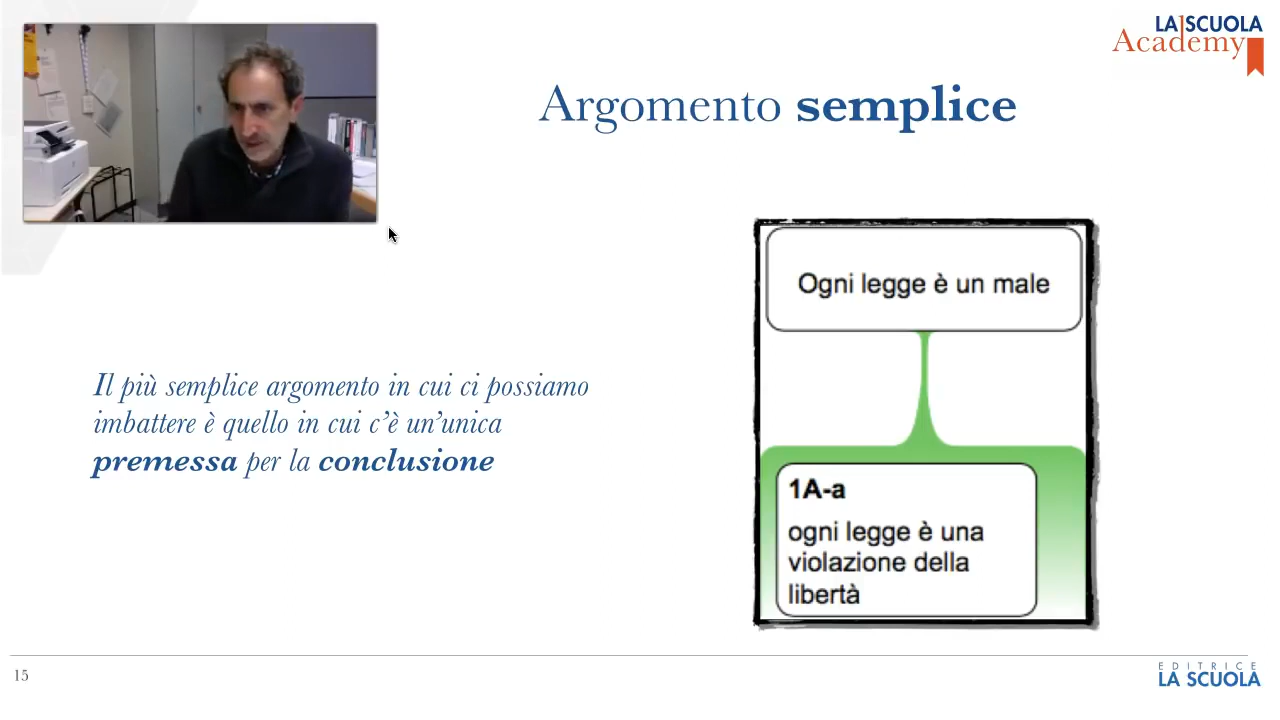 LA SCUOLA
Academy
Argomento semplice
Ogni legge è un male
Il più semplice argomento in cui ci possiamo
imbattere è quello in cui c’è un’unica
premessa per la conclusione
1A-a
ogni legge è una
violazione della
libertà
15
EDITRICE
LA SCUOLA